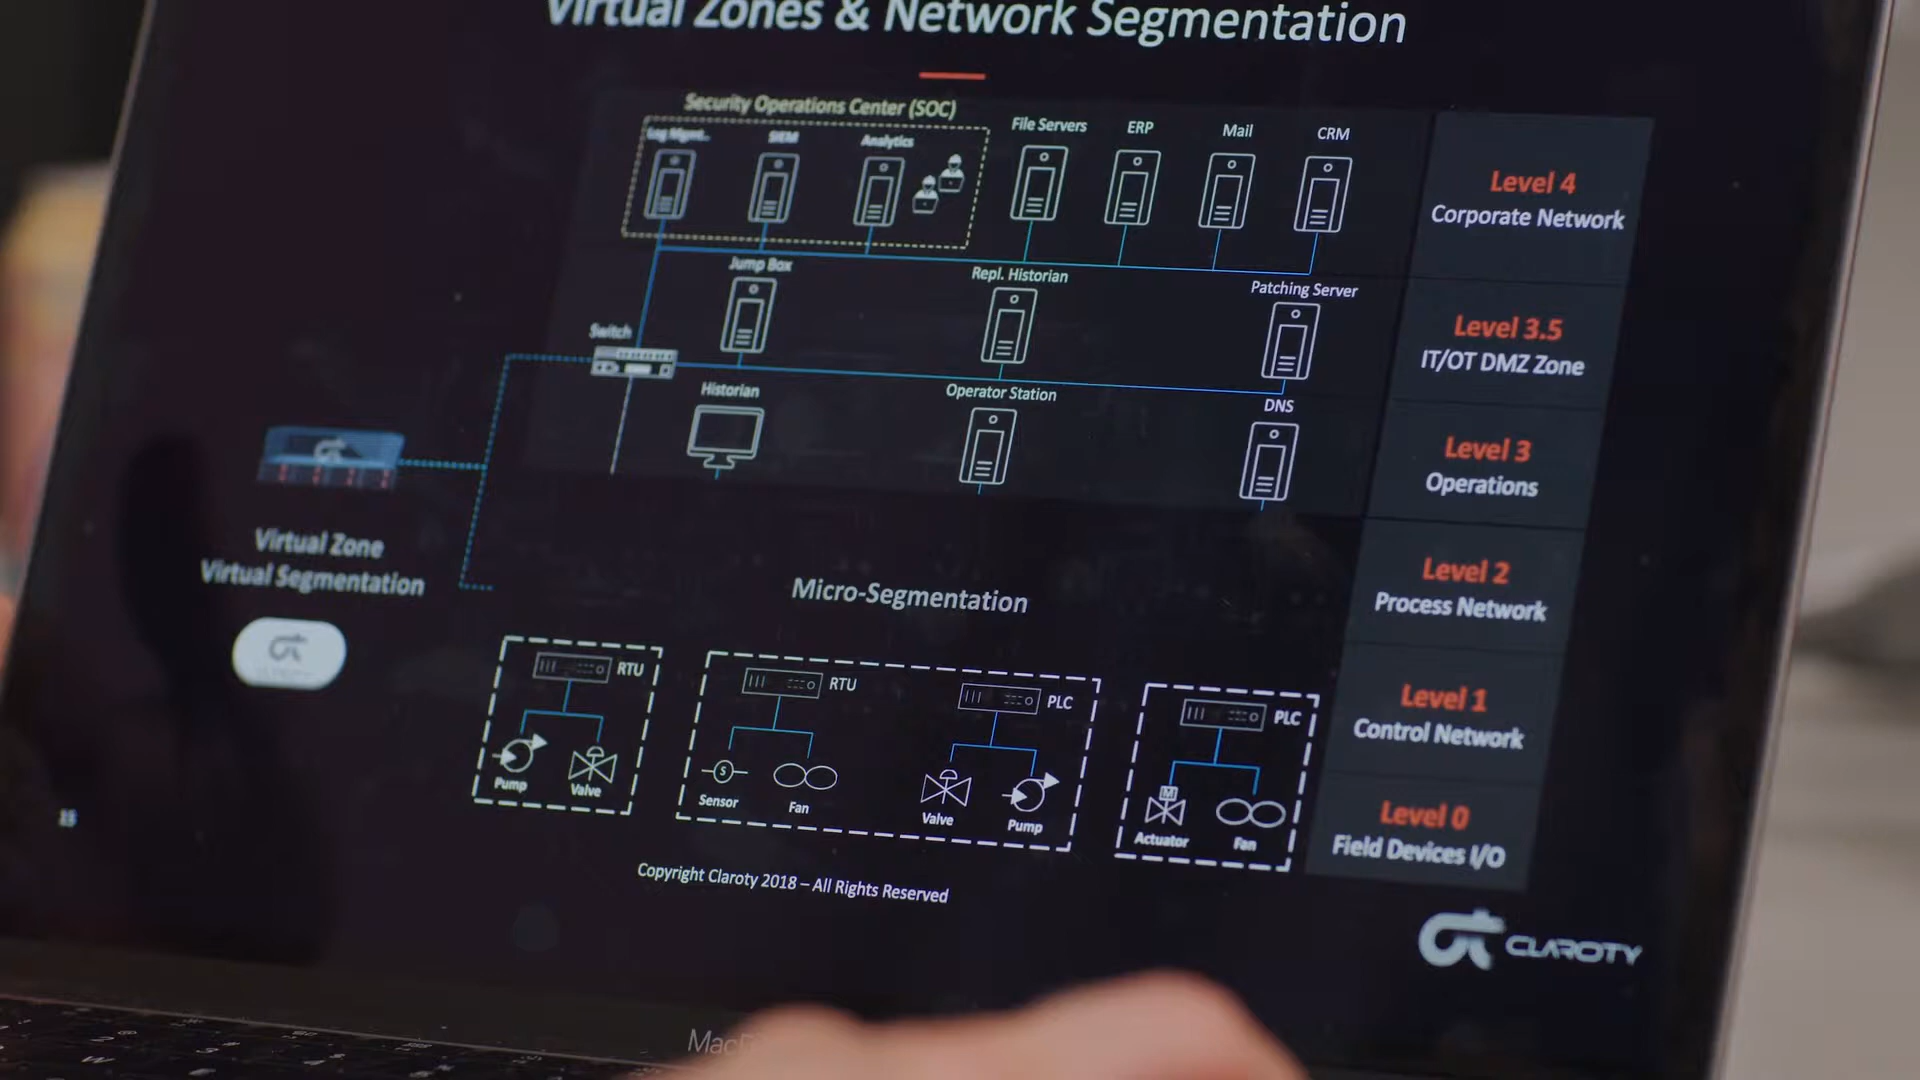 Virtual Zones & Network Segmentation
Security Operations Center (SOC)
Log Mgmt.. SIEM Analytics
File Servers ERP Mail CRM
Level 4
Corporate Network
Jump Box Repl. Historian Patching Server
Switch
Level 3.5
IT/OT DMZ Zone
Historian Operator Station DNS
Level 3
Operations
Virtual Zone
Virtual Segmentation
Micro-Segmentation
Level 2
Process Network
RTU RTU PLC PLC
Level 1
Control Network
Pump Valve Sensor Fan Valve Pump Actuator Fan
Level 0
Field Devices I/O
Copyright Claroty 2018 – All Rights Reserved
CLAROTY